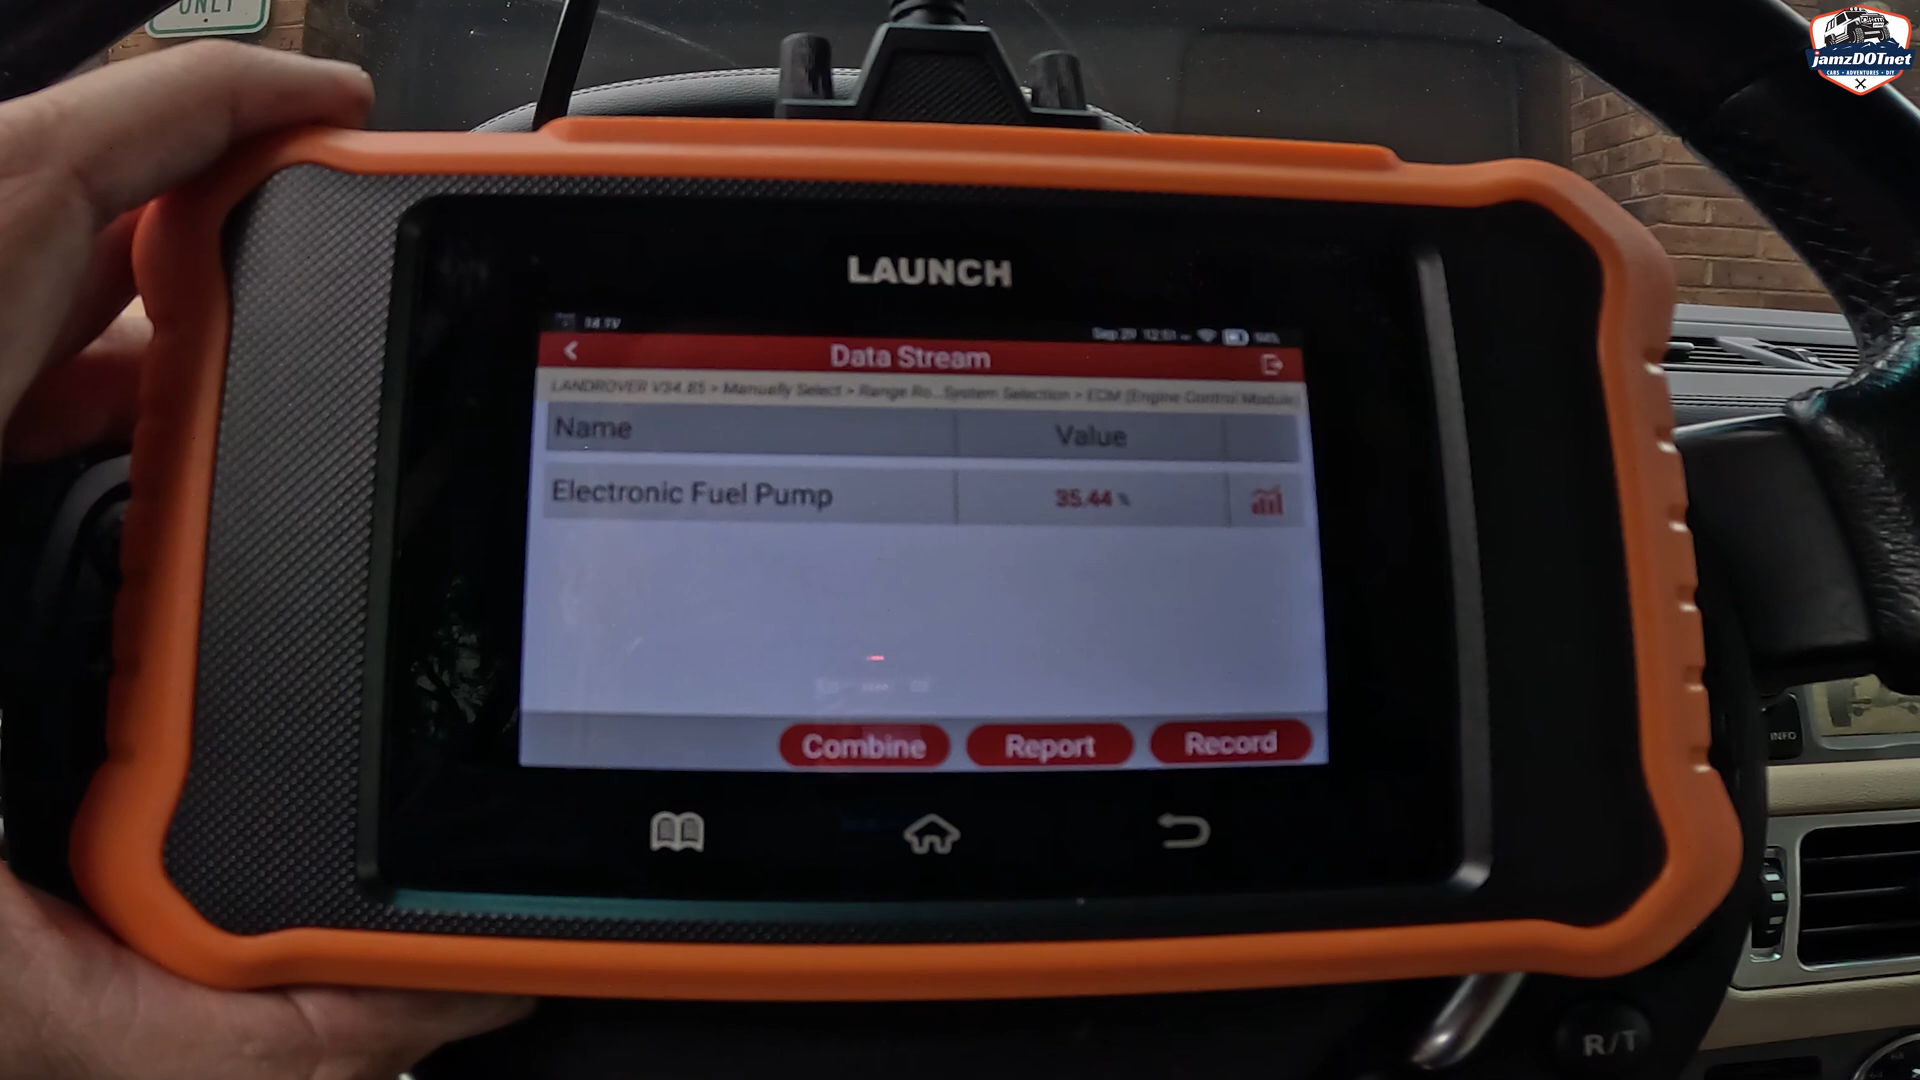 ONLY
jamzDOTnet
CARS • ADVENTURES • DIY
LAUNCH
14.1V
Sep 29 12:51
Data Stream
LANDROVER V34.85 > Manually Select > Range Ro...System Selection > ECM (Engine Control Module)
Name Value
Electronic Fuel Pump 35.44 %
Combine Report Record
INFO
R/T